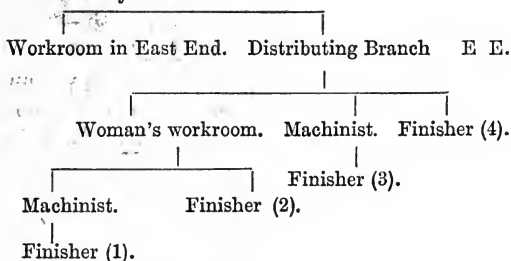 Workroom in East End. Distributing Branch E E.
Woman's workroom. Machinist. Finisher (4).
Finisher (3).
Machinist. Finisher (2).
Finisher (1).